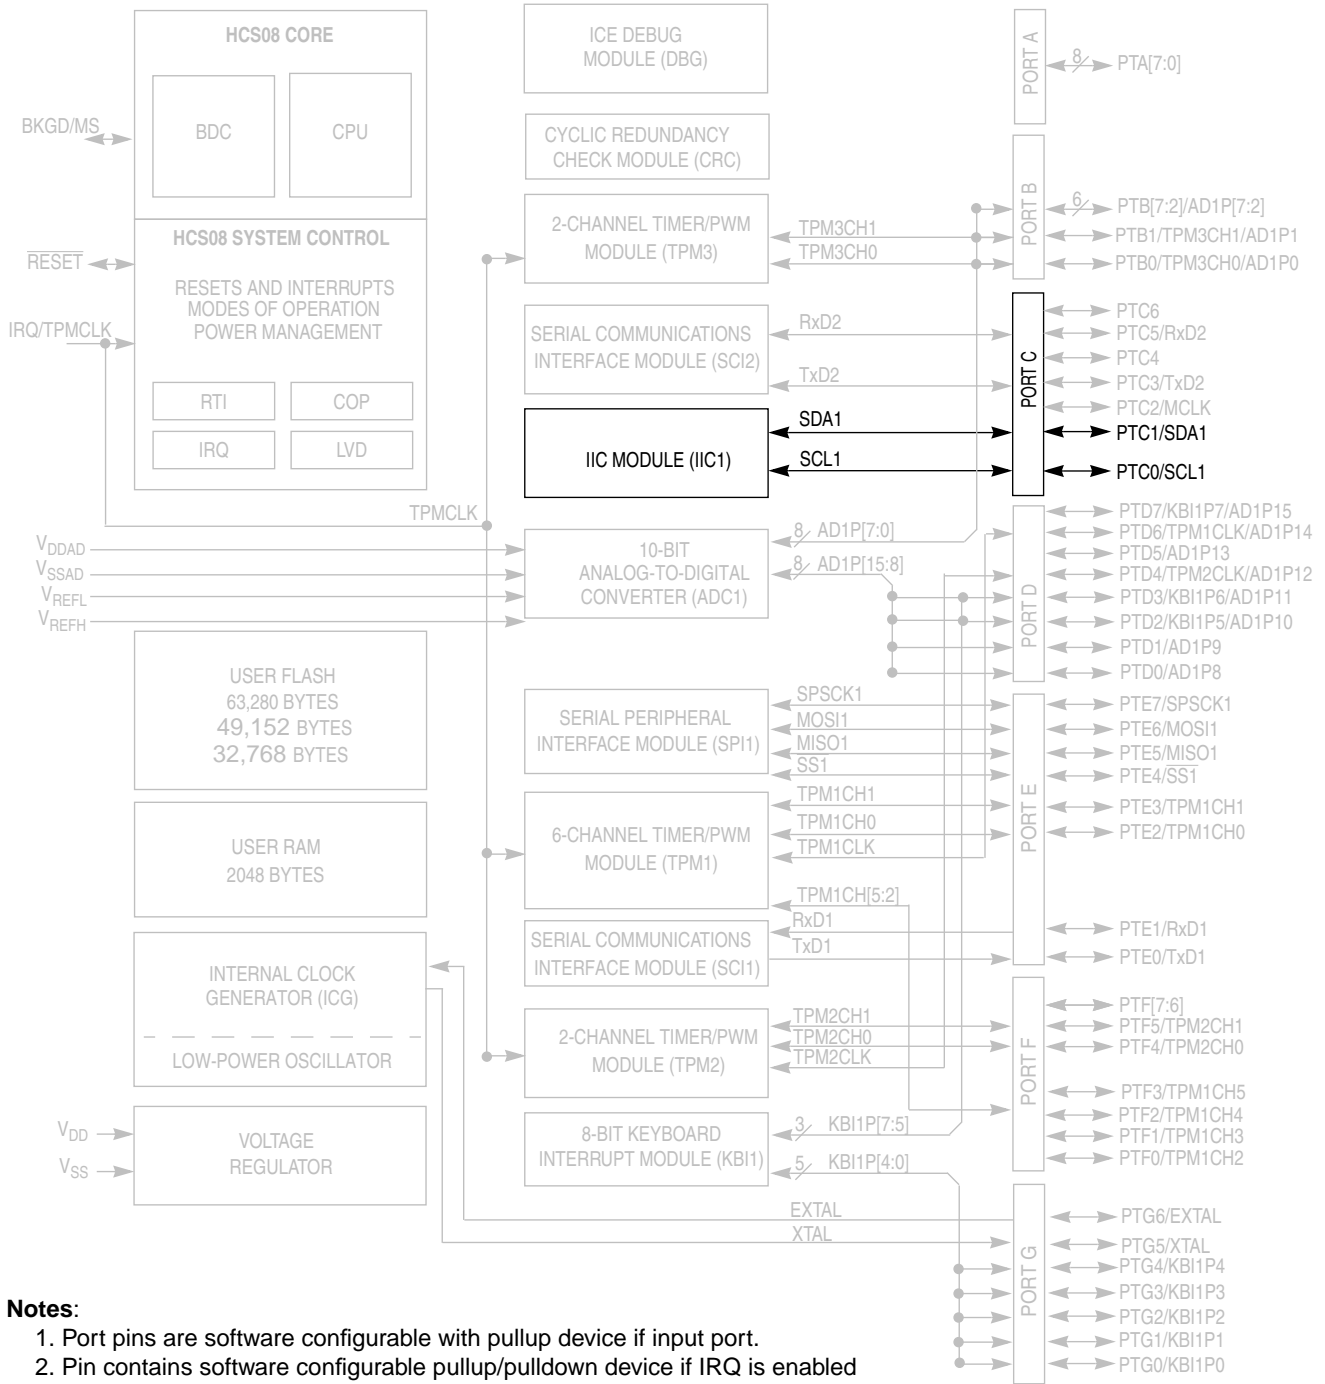 HCS08 CORE
BDC
CPU
BKGD/MS
HCS08 SYSTEM CONTROL
RESET
RESETS AND INTERRUPTS
MODES OF OPERATION
POWER MANAGEMENT
IRQ/TPMCLK
RTI
COP
IRQ
LVD
TPMCLK
VDDAD
VSSAD
VREFL
VREFH
USER FLASH
63,280 BYTES
49,152 BYTES
32,768 BYTES
USER RAM
2048 BYTES
INTERNAL CLOCK
GENERATOR (ICG)
LOW-POWER OSCILLATOR
VDD
VSS
VOLTAGE
REGULATOR
ICE DEBUG
MODULE (DBG)
CYCLIC REDUNDANCY
CHECK MODULE (CRC)
2-CHANNEL TIMER/PWM
MODULE (TPM3)
TPM3CH1
TPM3CH0
SERIAL COMMUNICATIONS
INTERFACE MODULE (SCI2)
RxD2
TxD2
IIC MODULE (IIC1)
SDA1
SCL1
10-BIT
ANALOG-TO-DIGITAL
CONVERTER (ADC1)
8 AD1P[7:0]
8 AD1P[15:8]
SERIAL PERIPHERAL
INTERFACE MODULE (SPI1)
SPSCK1
MOSI1
MISO1
SS1
6-CHANNEL TIMER/PWM
MODULE (TPM1)
TPM1CH1
TPM1CH0
TPM1CLK
TPM1CH[5:2]
SERIAL COMMUNICATIONS
INTERFACE MODULE (SCI1)
RxD1
TxD1
2-CHANNEL TIMER/PWM
MODULE (TPM2)
TPM2CH1
TPM2CH0
TPM2CLK
8-BIT KEYBOARD
INTERRUPT MODULE (KBI1)
3 KBI1P[7:5]
5 KBI1P[4:0]
EXTAL
XTAL
PORT A
8 PTA[7:0]
PORT B
6 PTB[7:2]/AD1P[7:2]
PTB1/TPM3CH1/AD1P1
PTB0/TPM3CH0/AD1P0
PORT C
PTC6
PTC5/RxD2
PTC4
PTC3/TxD2
PTC2/MCLK
PTC1/SDA1
PTC0/SCL1
PORT D
PTD7/KBI1P7/AD1P15
PTD6/TPM1CLK/AD1P14
PTD5/AD1P13
PTD4/TPM2CLK/AD1P12
PTD3/KBI1P6/AD1P11
PTD2/KBI1P5/AD1P10
PTD1/AD1P9
PTD0/AD1P8
PORT E
PTE7/SPSCK1
PTE6/MOSI1
PTE5/MISO1
PTE4/SS1
PTE3/TPM1CH1
PTE2/TPM1CH0
PTE1/RxD1
PTE0/TxD1
PORT F
PTF[7:6]
PTF5/TPM2CH1
PTF4/TPM2CH0
PTF3/TPM1CH5
PTF2/TPM1CH4
PTF1/TPM1CH3
PTF0/TPM1CH2
PORT G
PTG6/EXTAL
PTG5/XTAL
PTG4/KBI1P4
PTG3/KBI1P3
PTG2/KBI1P2
PTG1/KBI1P1
PTG0/KBI1P0
Notes:
1. Port pins are software configurable with pullup device if input port.
2. Pin contains software configurable pullup/pulldown device if IRQ is enabled